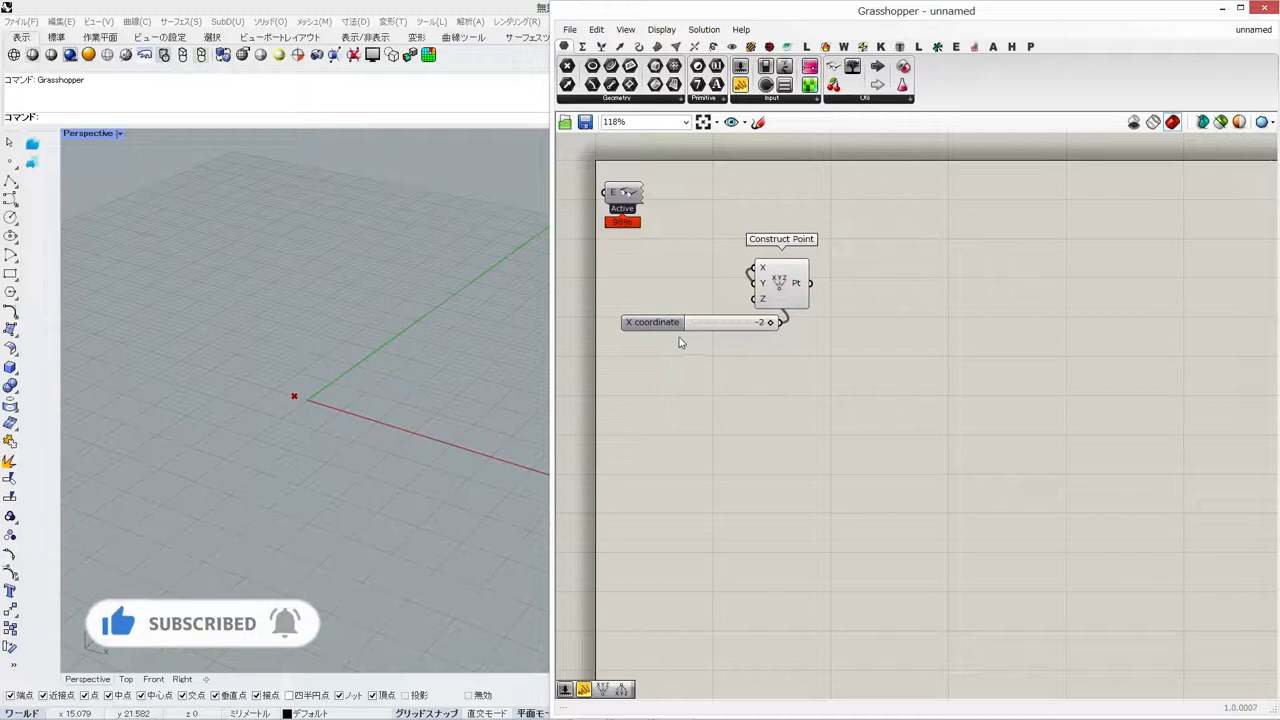 Grasshopper - unnamed
ファイル(F) 編集(E) ビュー(V) 曲線(C) サーフェス(S) SubD(U) ソリッド(O) メッシュ(M) 寸法(D) 変形(T) ツール(L) 解析(A) レンダリング(R)
File Edit View Display Solution Help unnamed
表示 標準 作業平面 ビューの設定 選択 ビューポートレイアウト 表示/非表示 変形 曲線ツール サーフェスツ
L W K T L E A H P
コマンド: Grasshopper
Geometry Primitive Input Util
コマンド:
118%
Perspective
E
Active
98%
Construct Point
X
Y
Z
XYZ
Pt
X coordinate -2
SUBSCRIBED
x
Perspective Top Front Right
端点 近接点 点 中点 中心点 交点 垂直点 接点 四半円点 ノット 頂点 投影 無効
XYZ XYZ
ワールド x 15.079 y 21.582 z 0 ミリメートル デフォルト グリッドスナップ 直交モード 平面モー
1.0.0007